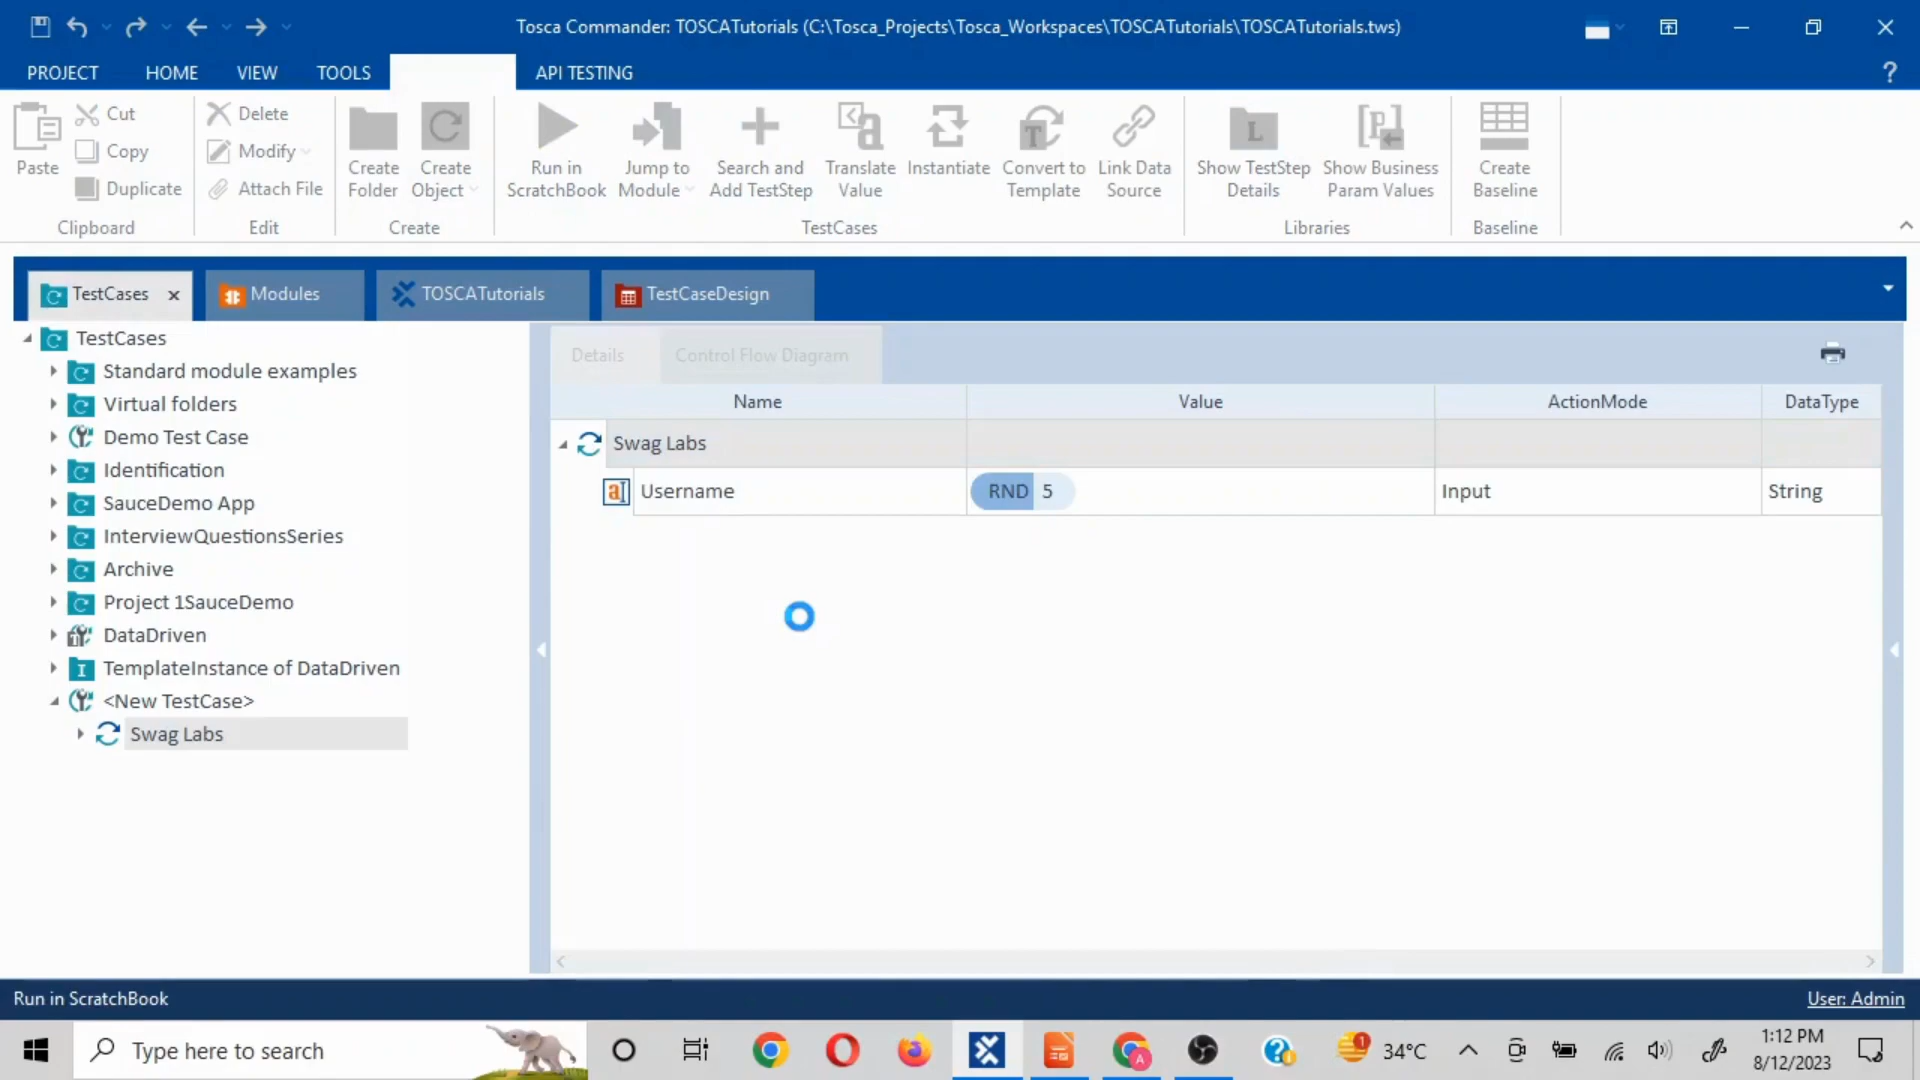 Tosca Commander: TOSCATutorials (C:\Tosca_Projects\Tosca_Workspaces\TOSCATutorials\TOSCATutorials.tws)
PROJECT HOME VIEW TOOLS API TESTING ?
Paste Cut Copy Duplicate Clipboard
Delete Modify Attach File Edit
Create Folder Create Object Create
Run in ScratchBook Jump to Module Search and Add TestStep Translate Value Instantiate Convert to Template Link Data Source TestCases
Show TestStep Details Show Business Param Values Libraries
Create Baseline Baseline
TestCases x Modules TOSCATutorials TestCaseDesign
TestCases
Standard module examples
Virtual folders
Demo Test Case
Identification
SauceDemo App
InterviewQuestionsSeries
Archive
Project 1SauceDemo
DataDriven
TemplateInstance of DataDriven
<New TestCase>
Swag Labs
Details Control Flow Diagram
Name Value ActionMode DataType
Swag Labs
Username RND 5 Input String
Run in ScratchBook User: Admin
Type here to search 1 34°C 1:12 PM
8/12/2023